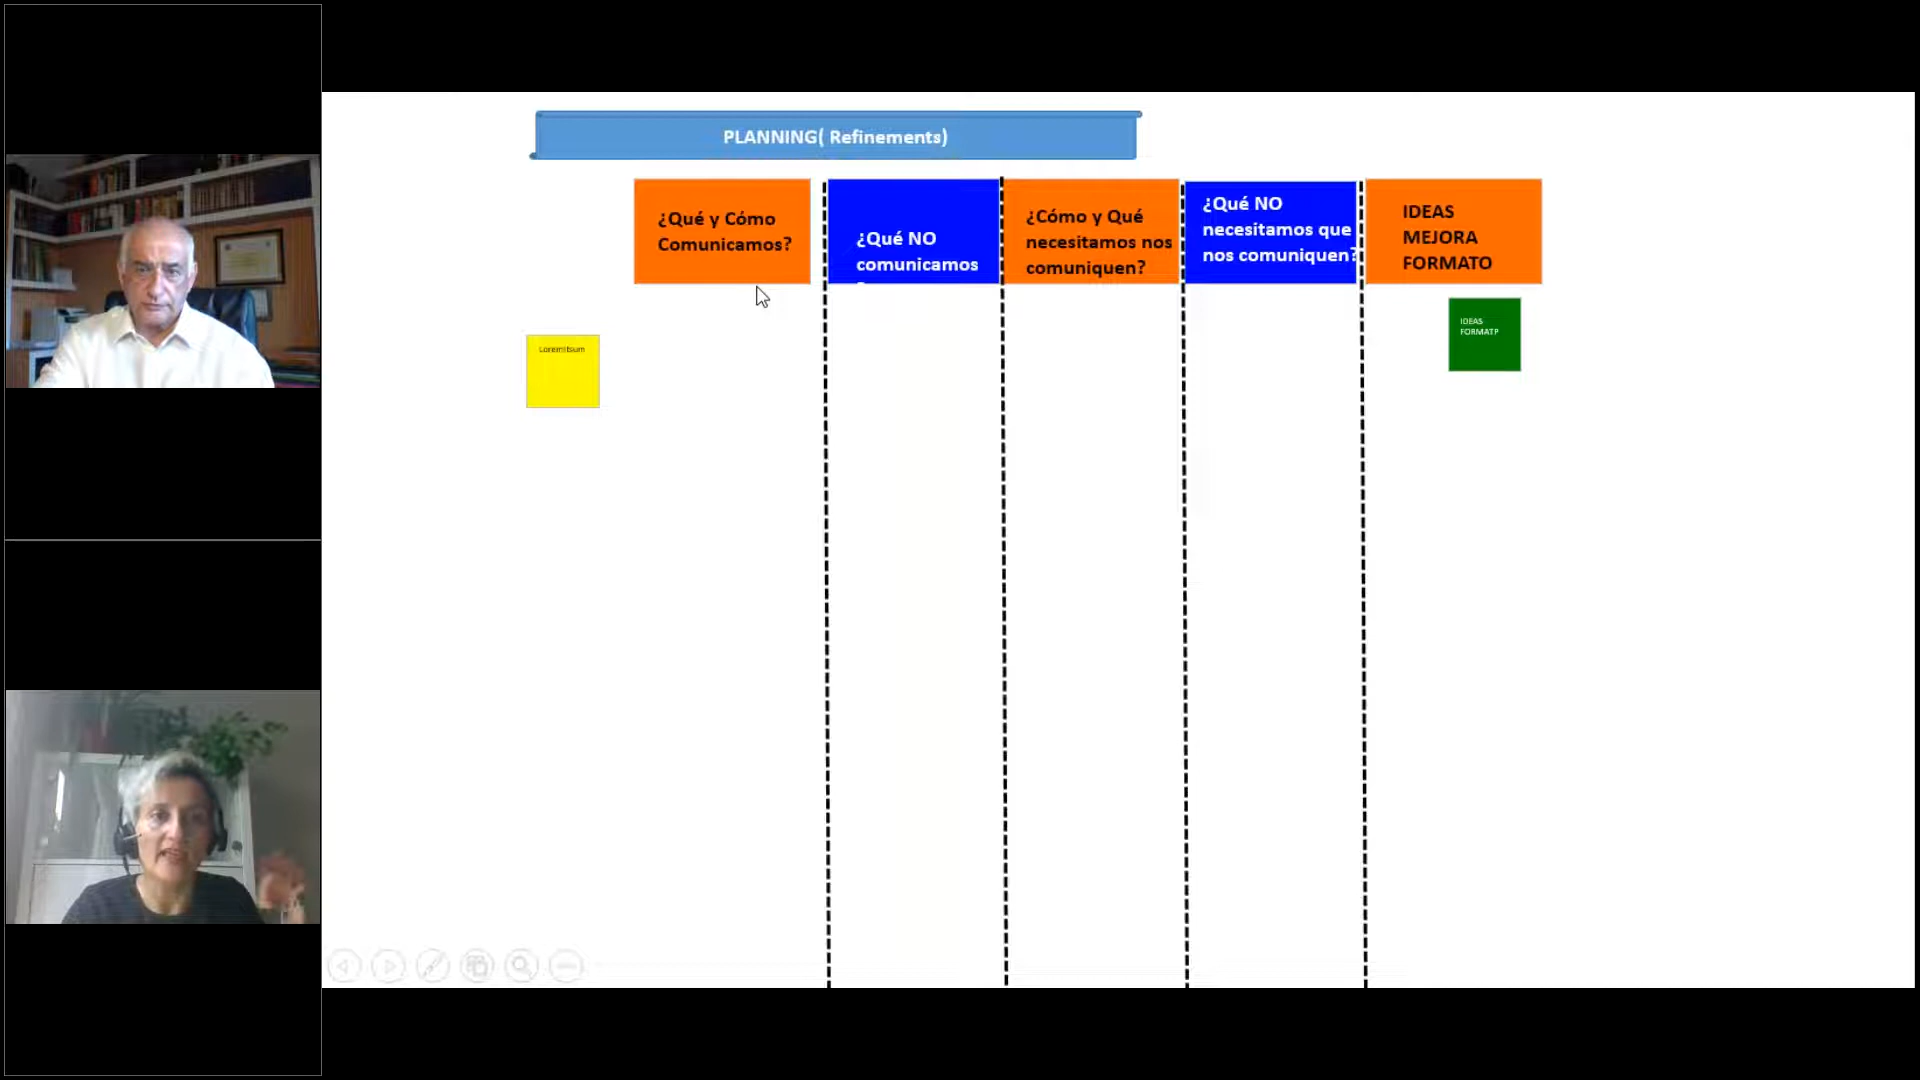 PLANNING( Refinements)
¿Qué y Cómo
Comunicamos?
¿Qué NO
comunicamos
¿Cómo y Qué
necesitamos nos
comuniquen?
¿Qué NO
necesitamos que
nos comuniquen?
IDEAS
MEJORA
FORMATO
IDEAS
FORMATP